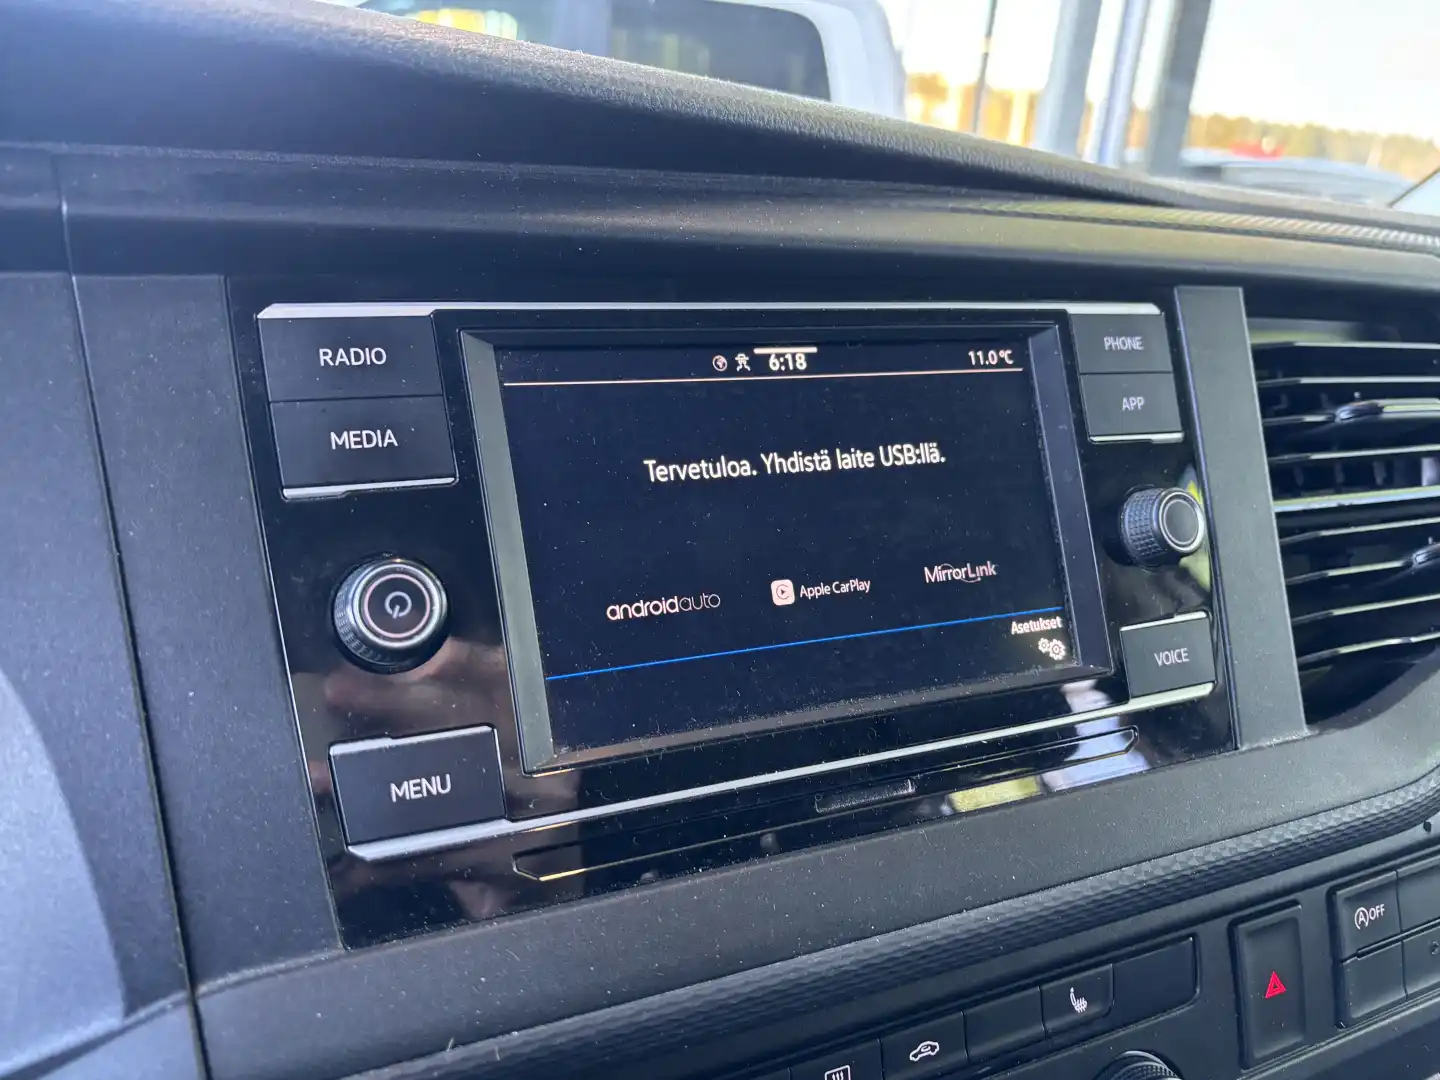 RADIO
MEDIA
6:18
11.0°C
PHONE
APP
Tervetuloa. Yhdistä laite USB:llä.
androidauto
Apple CarPlay
MirrorLink
Asetukset
VOICE
MENU
A OFF